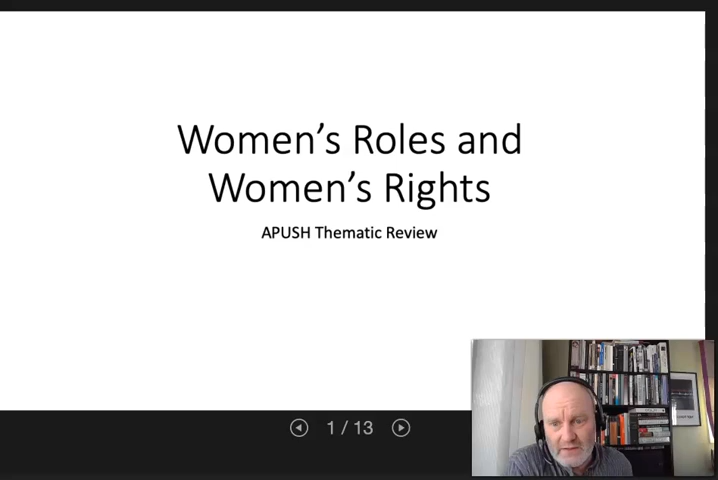 Women’s Roles and
Women’s Rights
APUSH Thematic Review
1 / 13